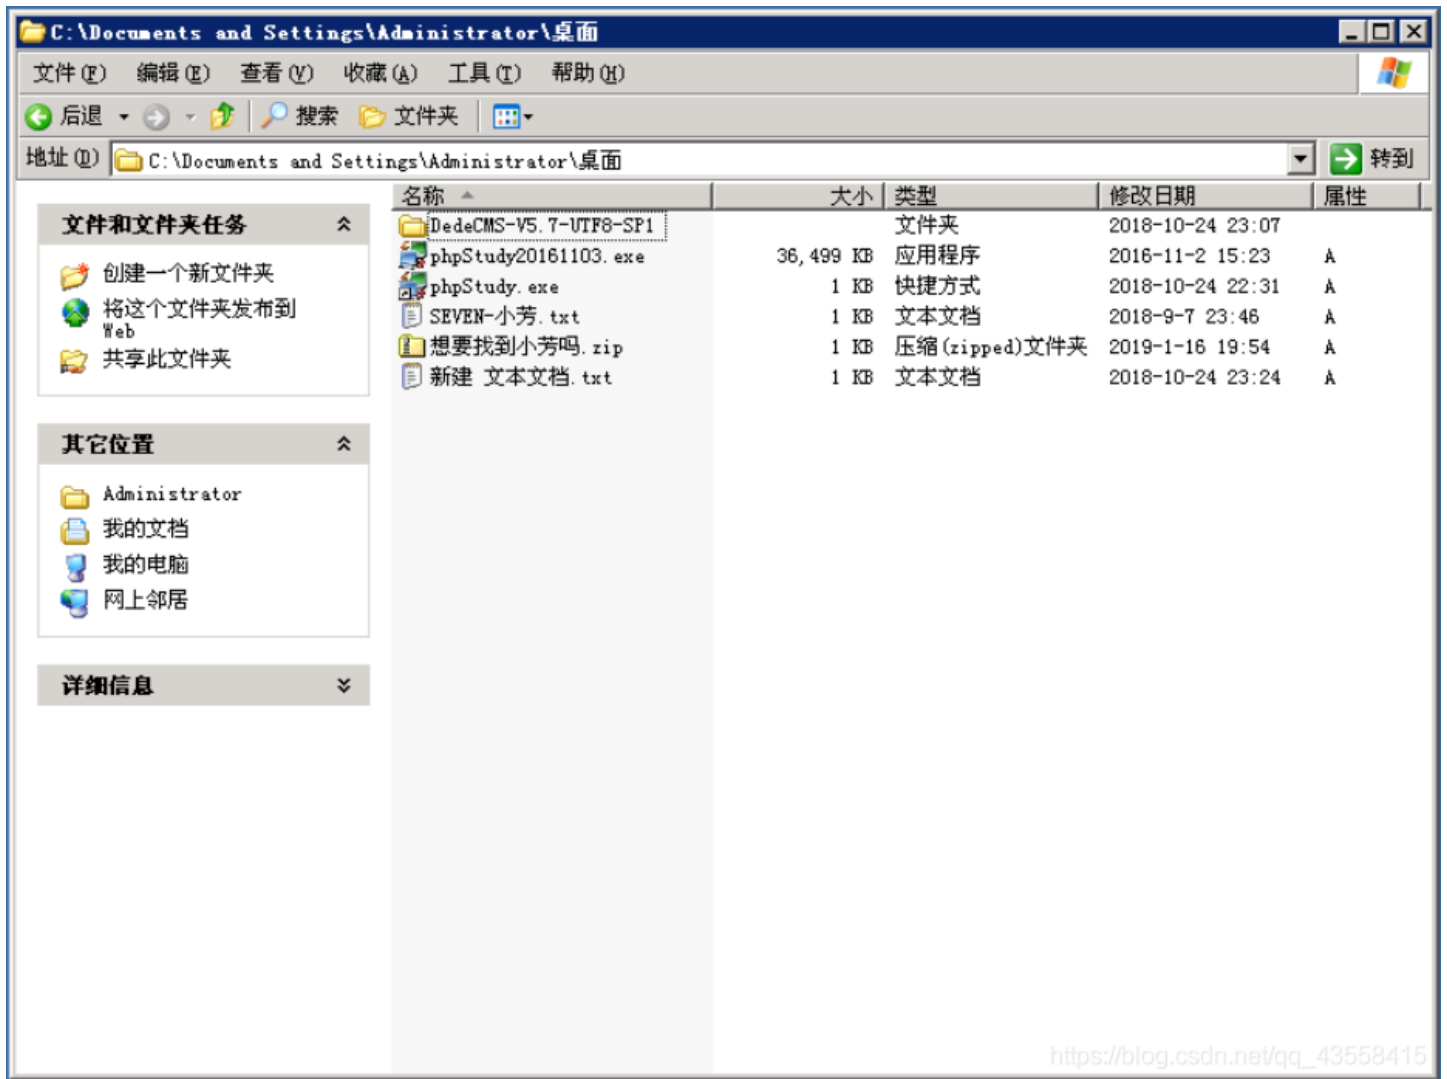 C:\Documents and Settings\Administrator\桌面
文件(F) 编辑(E) 查看(V) 收藏(A) 工具(T) 帮助(H)
后退 搜索 文件夹
地址(D) C:\Documents and Settings\Administrator\桌面 转到
文件和文件夹任务
创建一个新文件夹
将这个文件夹发布到
Web
共享此文件夹
其它位置
Administrator
我的文档
我的电脑
网上邻居
详细信息
名称 大小 类型 修改日期 属性
DedeCMS-V5.7-UTF8-SP1 文件夹 2018-10-24 23:07
phpStudy20161103.exe 36,499 KB 应用程序 2016-11-2 15:23 A
phpStudy.exe 1 KB 快捷方式 2018-10-24 22:31 A
SEVEN-小芳.txt 1 KB 文本文档 2018-9-7 23:46 A
想要找到小芳吗.zip 1 KB 压缩(zipped)文件夹 2019-1-16 19:54 A
新建 文本文档.txt 1 KB 文本文档 2018-10-24 23:24 A
https://blog.csdn.net/qq_43558415